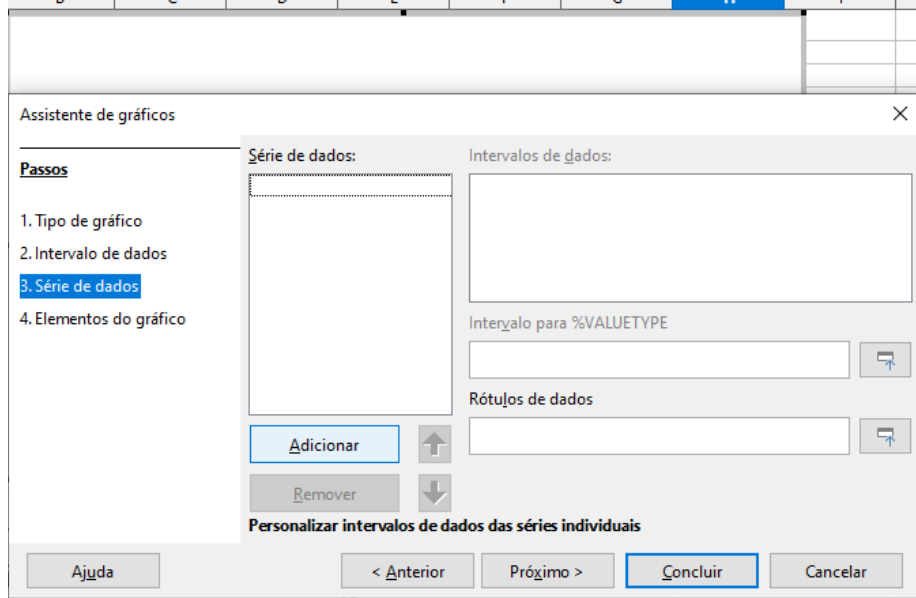 Assistente de gráficos
Passos
1. Tipo de gráfico
2. Intervalo de dados
3. Série de dados
4. Elementos do gráfico
Série de dados:
Adicionar
Remover
Intervalos de dados:
Intervalo para %VALUETYPE
Rótulos de dados
Personalizar intervalos de dados das séries individuais
Ajuda
< Anterior
Próximo >
Concluir
Cancelar